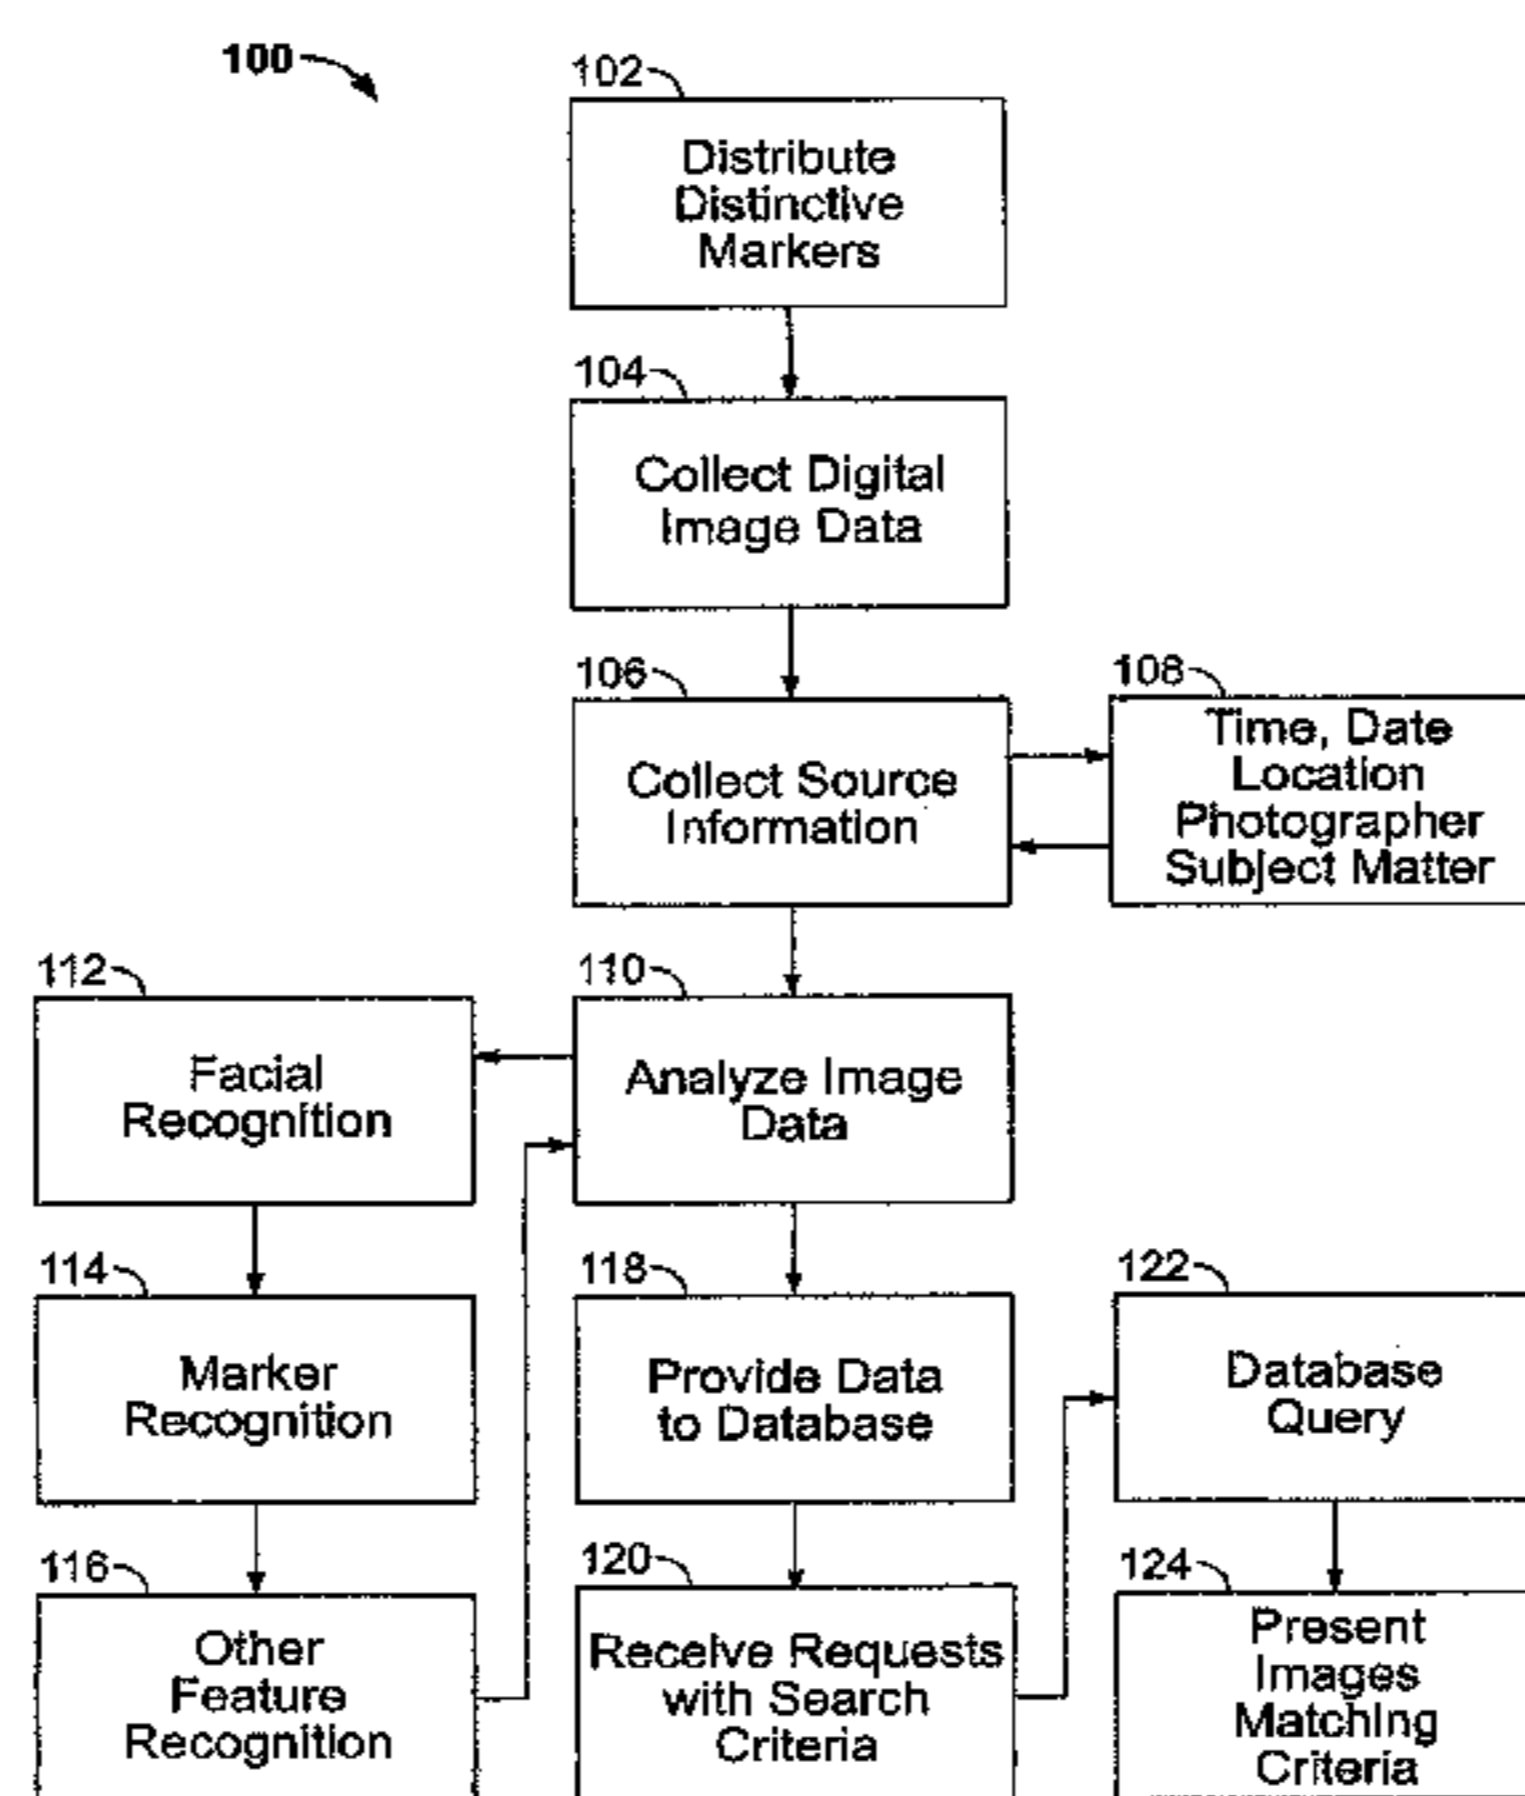 100
102
Distribute
Distinctive
Markers
104
Collect Digital
Image Data
106
Collect Source
Information
108
Time, Date
Location
Photographer
Subject Matter
110
Analyze Image
Data
112
Facial
Recognition
114
Marker
Recognition
116
Other
Feature
Recognition
118
Provide Data
to Database
120
Receive Requests
with Search
Criteria
122
Database
Query
124
Present
Images
Matching
Criteria